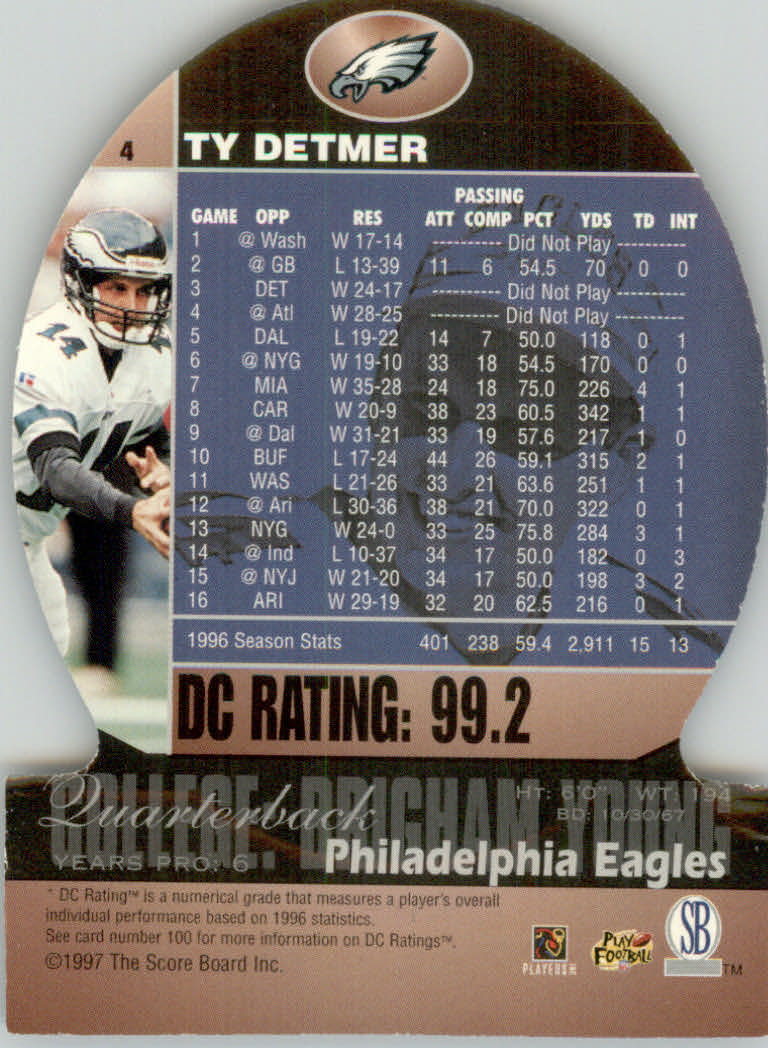 4
TY DETMER
PASSING
GAME OPP RES ATT COMP PCT YDS TD INT
1 @ Wash W 17-14 ---------- Did Not Play ----------
2 @ GB L 13-39 11 6 54.5 70 0 0
3 DET W 24-17 ---------- Did Not Play ----------
4 @ Atl W 28-25 ---------- Did Not Play ----------
5 DAL L 19-22 14 7 50.0 118 0 1
6 @ NYG W 19-10 33 18 54.5 170 0 0
7 MIA W 35-28 24 18 75.0 226 4 1
8 CAR W 20-9 38 23 60.5 342 1 1
9 @ Dal W 31-21 33 19 57.6 217 1 0
10 BUF L 17-24 44 26 59.1 315 2 1
11 WAS L 21-26 33 21 63.6 251 1 1
12 @ Ari L 30-36 38 21 70.0 322 0 1
13 NYG W 24-0 33 25 75.8 284 3 1
14 @ Ind L 10-37 34 17 50.0 182 0 3
15 @ NYJ W 21-20 34 17 50.0 198 3 2
16 ARI W 29-19 32 20 62.5 216 0 1
1996 Season Stats 401 238 59.4 2,911 15 13
14
DC RATING: 99.2
COLLEGE: BRIGHAM YOUNG
Quarterback
HT: 6'0" WT: 194
BD: 10/30/67
YEARS PRO: 6
Philadelphia Eagles
* DC Rating™ is a numerical grade that measures a player's overall
individual performance based on 1996 statistics.
See card number 100 for more information on DC Ratings™.
©1997 The Score Board Inc.
PLAYERS INC
PLAY FOOTBALL
SB
TM